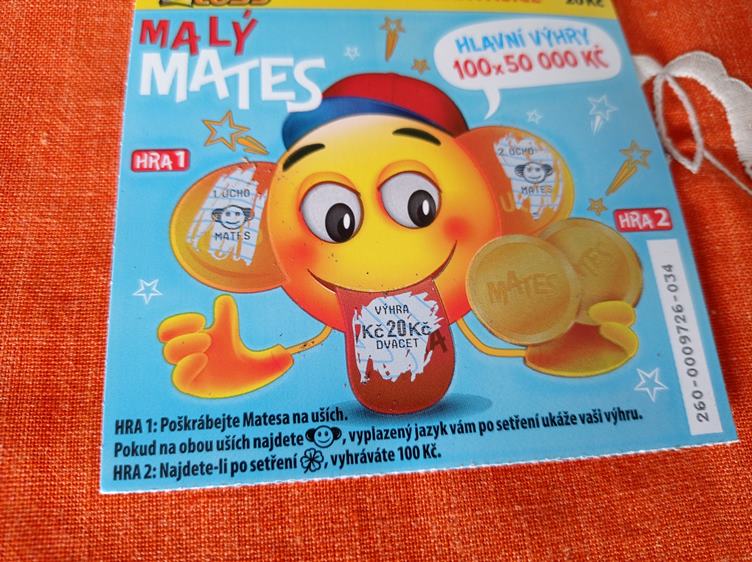 20 Kč
MALÝ
MATES
HLAVNÍ VÝHRY
100x50 000 KČ
HRA 1
1.UCHO
MATES
2.UCHO
MATES
HRA 2
MATES
VÝHRA
Kč20Kč
DVACET
260-0009726-034
HRA 1: Poškrábejte Matesa na uších.
Pokud na obou uších najdete , vyplazený jazyk vám po setření ukáže vaši výhru.
HRA 2: Najdete-li po setření , vyhráváte 100 Kč.